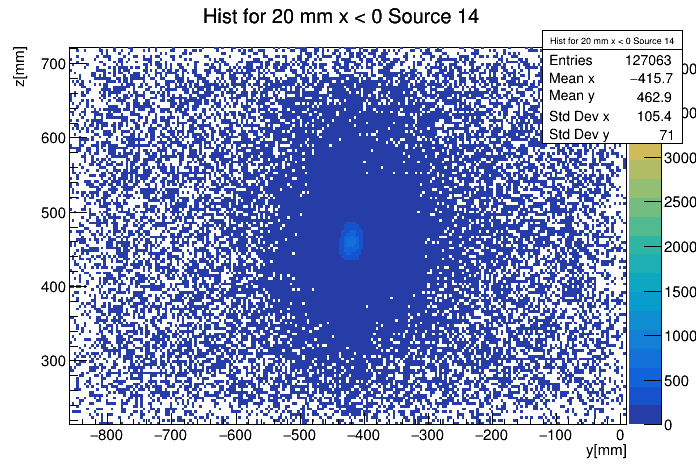 Hist for 20 mm x < 0 Source 14
Hist for 20 mm x < 0 Source 14
Entries 127063
Mean x −415.7
Mean y 462.9
Std Dev x 105.4
Std Dev y 71
z[mm]
700
600
500
400
300
−800 −700 −600 −500 −400 −300 −200 −100 0
y[mm]
3000
2500
2000
1500
1000
500
0